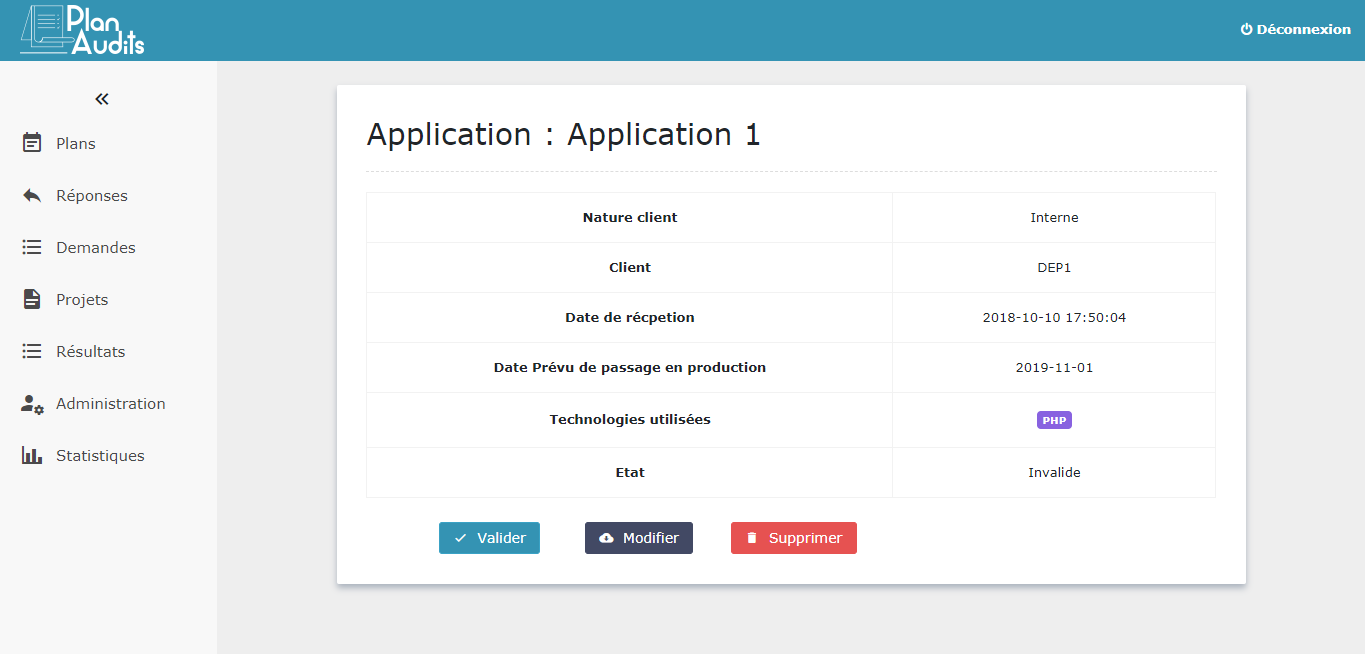 Plan
Audits
Déconnexion
Plans
Réponses
Demandes
Projets
Résultats
Administration
Statistiques
Application : Application 1
Nature client Interne
Client DEP1
Date de récpetion 2018-10-10 17:50:04
Date Prévu de passage en production 2019-11-01
Technologies utilisées PHP
Etat Invalide
Valider Modifier Supprimer